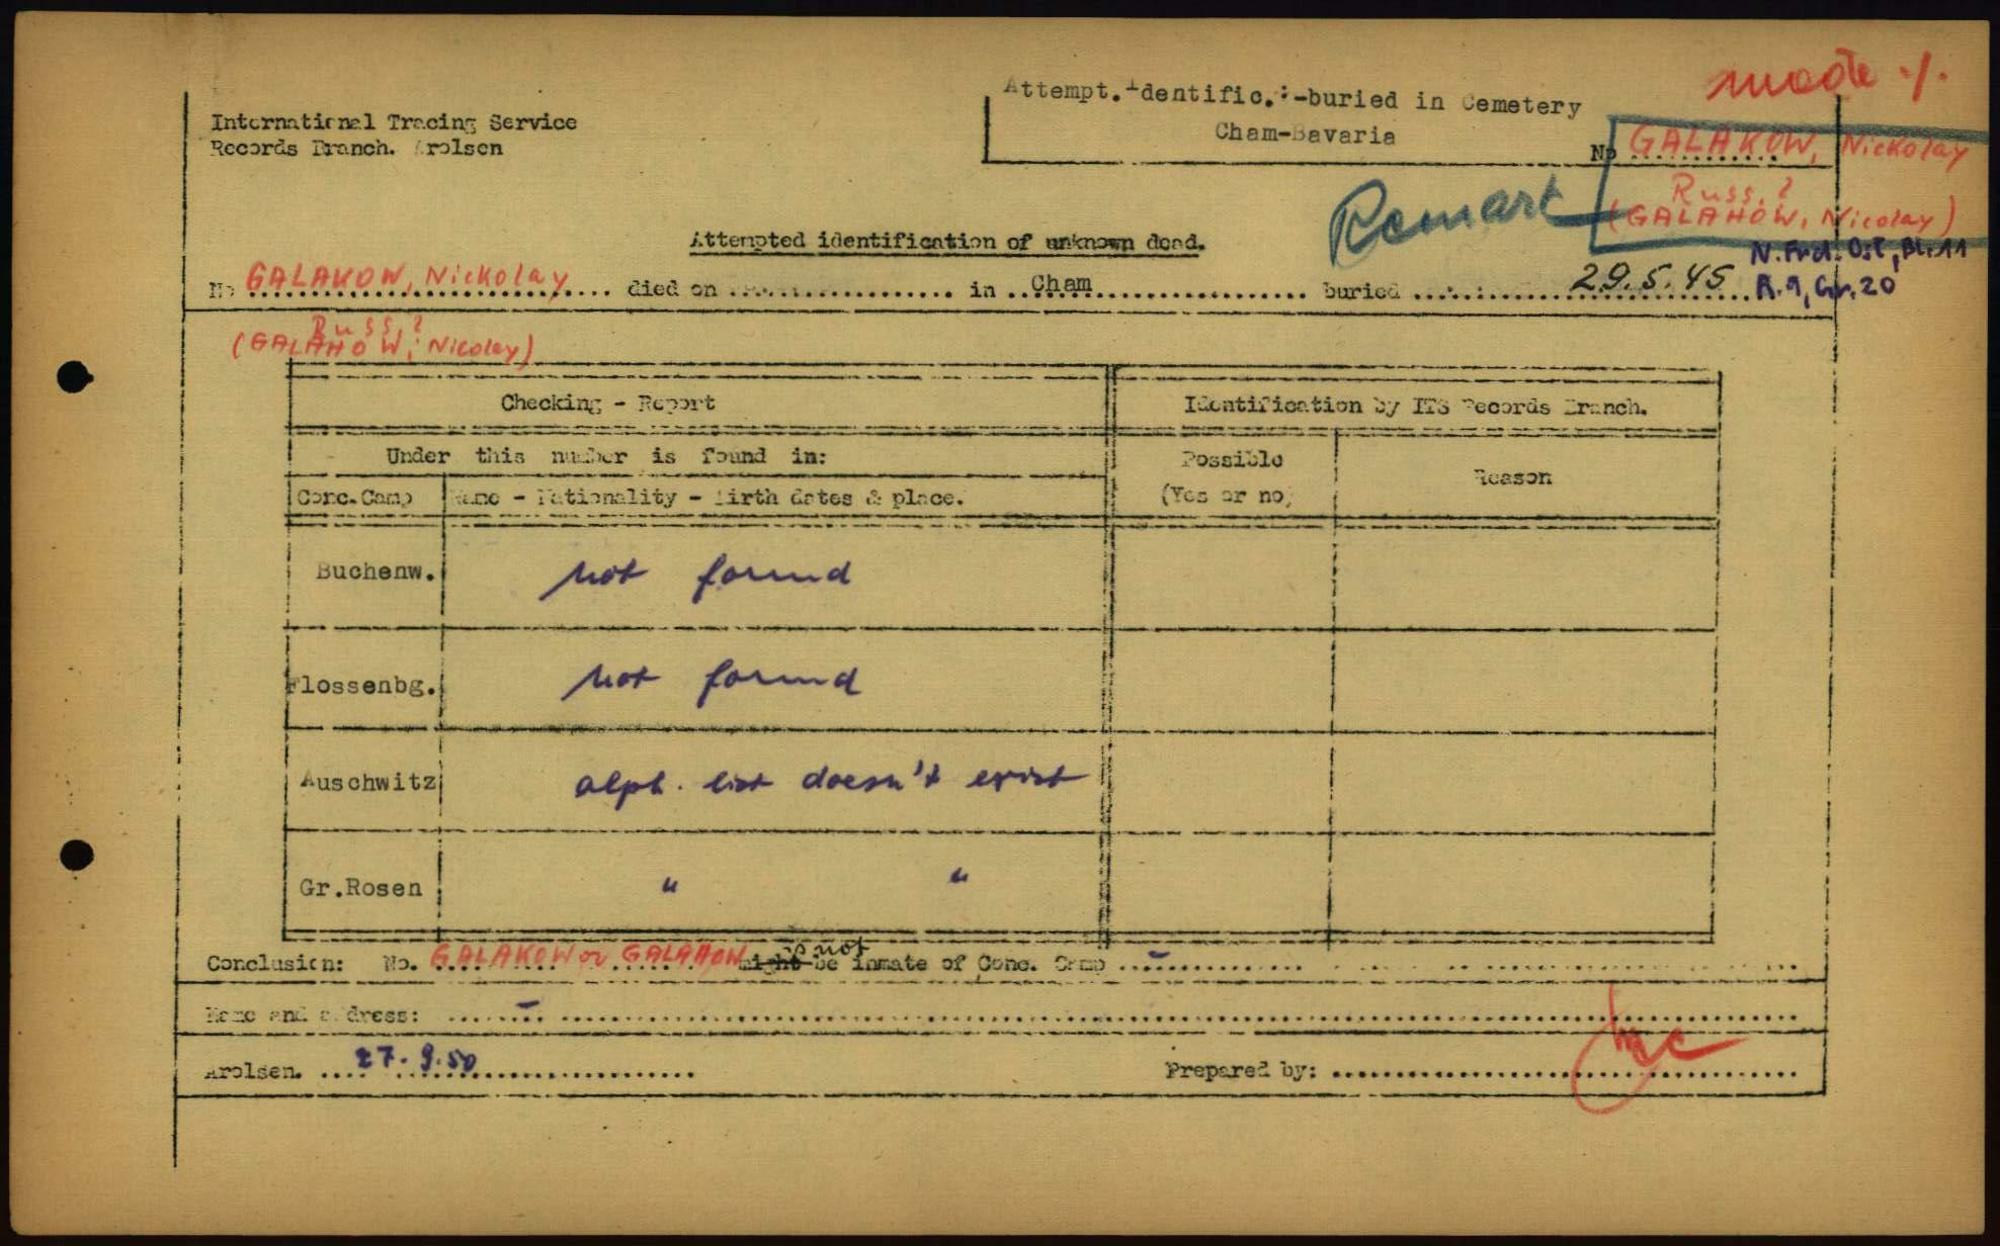 made ./.
International Tracing Service
Records Branch. Arolsen
Attempt.Identific.:-buried in Cemetery
Cham-Bavaria
No GALAKOW, Nickolay
Russ.?
(GALAHOW, Nicolay)
Remark
Attempted identification of unknown dead.
N. Frd. Ost, Bl. 11
R. 9, Gr. 20
No GALAKOW, Nickolay died on ........ in Cham buried 29.5.45
Russ.?
(GALAHOW, Nicolay)
Checking - Report Identification by ITS Records Branch.
Under this number is found in: Possible (Yes or no) Reason
Conc.Camp Name - Nationality - Birth dates & place.
Buchenw. not found
Flossenbg. not found
Auschwitz alph. list doesn't exist
Gr.Rosen " "
Conclusion: No. GALAKOW or GALAHOW might be is not inmate of Conc. Camp -
Name and address: -
Arolsen. 27.9.50 Prepared by: